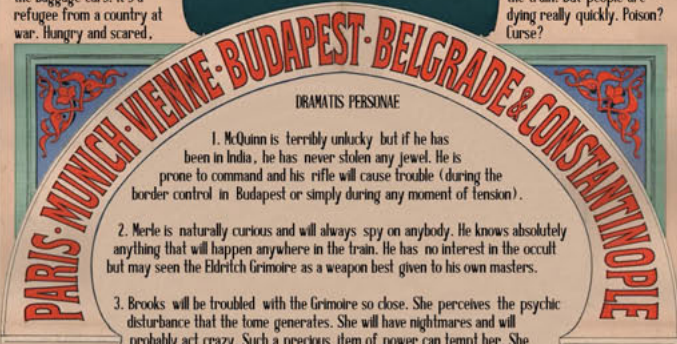 the baggage cars. It's a
refugee from a country at
war. Hungry and scared,
the train. But people are
dying really quickly. Poison?
Curse?
PARIS · MUNICH · VIENNE · BUDAPEST · BELGRADE & CONSTANTINOPLE
DRAMATIS PERSONAE
1. McQuinn is terribly unlucky but if he has
been in India, he has never stolen any jewel. He is
prone to command and his rifle will cause trouble (during the
border control in Budapest or simply during any moment of tension).
2. Merle is naturally curious and will always spy on anybody. He knows absolutely
anything that will happen anywhere in the train. He has no interest in the occult
but may seen the Eldritch Grimoire as a weapon best given to his own masters.
3. Brooks will be troubled with the Grimoire so close. She perceives the psychic
disturbance that the tome generates. She will have nightmares and will
probably act crazy. Such a precious item of power can tempt her. She